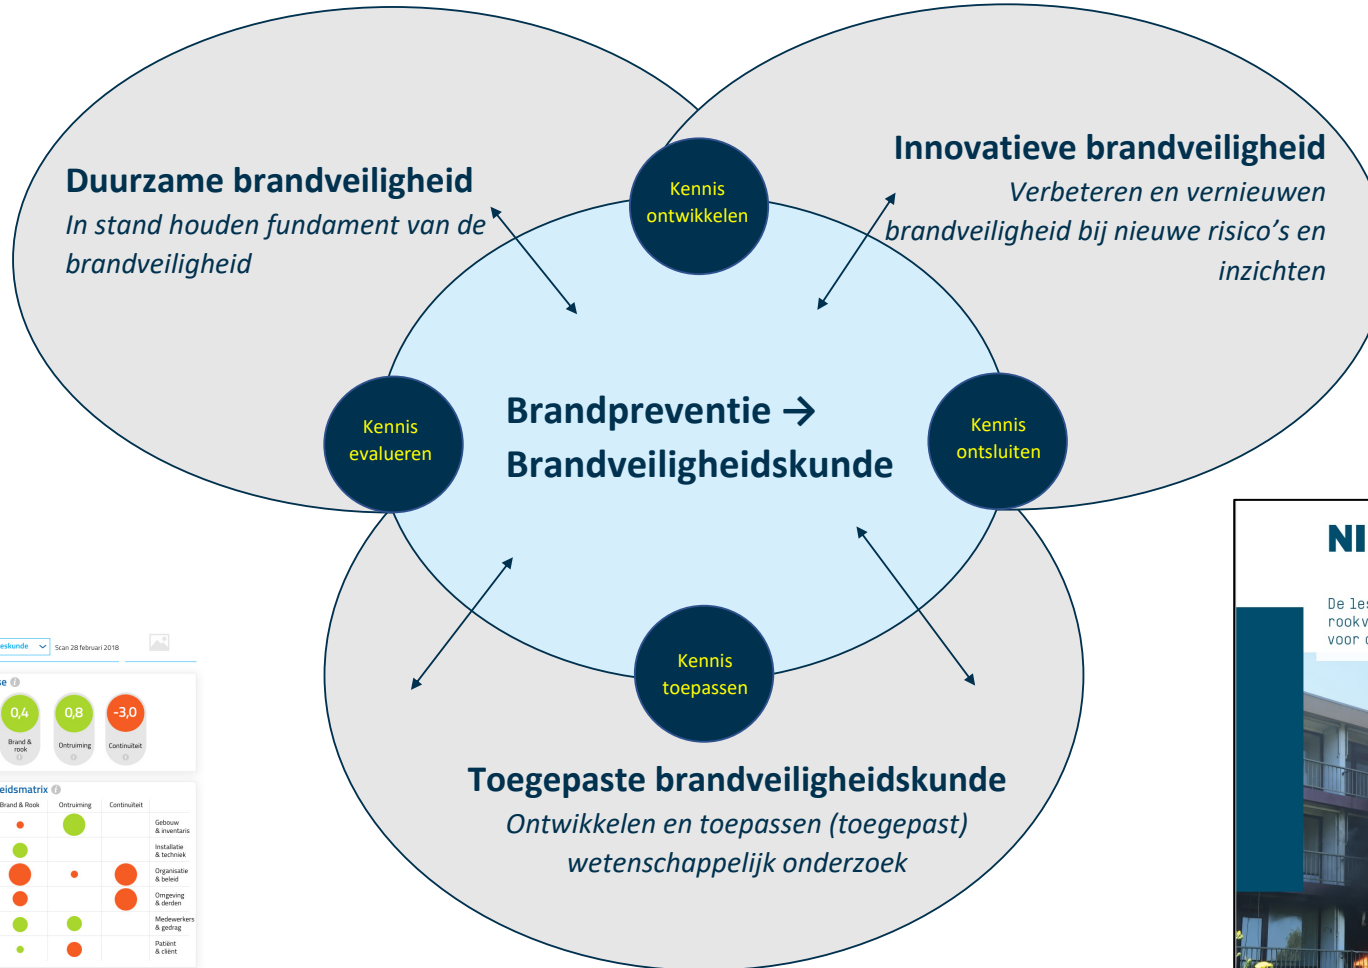 Duurzame brandveiligheid
In stand houden fundament van de
brandveiligheid
Innovatieve brandveiligheid
Verbeteren en vernieuwen
brandveiligheid bij nieuwe risico's en
inzichten
Kennis
ontwikkelen
Kennis
evalueren
Brandpreventie →
Brandveiligheidskunde
Kennis
ontsluiten
Kennis
toepassen
Toegepaste brandveiligheidskunde
Ontwikkelen en toepassen (toegepast)
wetenschappelijk onderzoek
Scan 28 februari 2018
0,4 0,8 -3,0
Brand &
rook
Ontruiming
Continuïteit
Brand & Rook Ontruiming Continuïteit
Gebouw
& inventaris
Installatie
& techniek
Organisatie
& beleid
Omgeving
& derden
Medewerkers
& gedrag
Patiënt
& cliënt
NI
De
voor